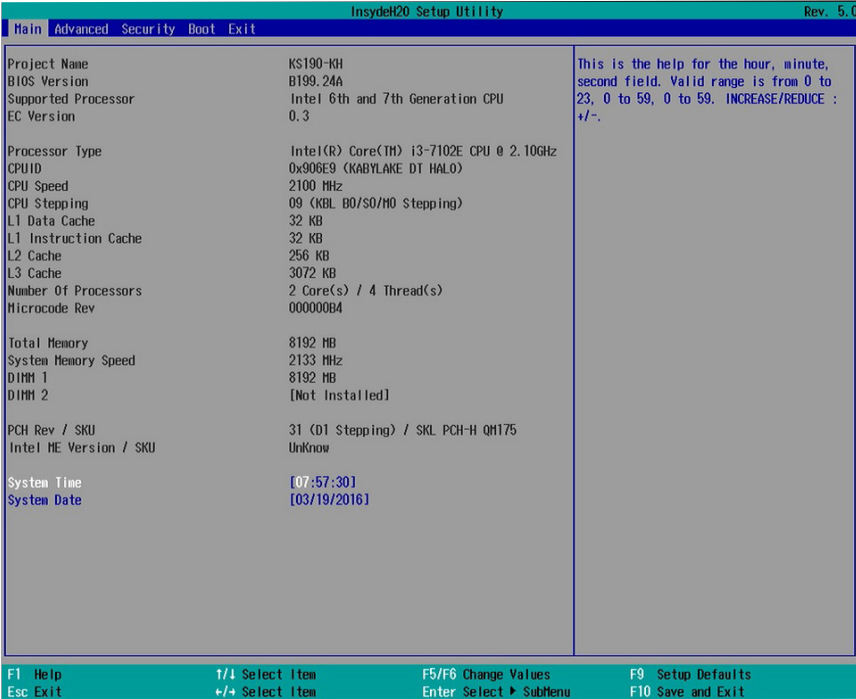 InsydeH20 Setup Utility Rev. 5.0
Main Advanced Security Boot Exit
Project Name KS190-KH
BIOS Version B199.24A
Supported Processor Intel 6th and 7th Generation CPU
EC Version 0.3
Processor Type Intel(R) Core(TM) i3-7102E CPU @ 2.10GHz
CPUID 0x906E9 (KABYLAKE DT HALO)
CPU Speed 2100 MHz
CPU Stepping 09 (KBL B0/S0/M0 Stepping)
L1 Data Cache 32 KB
L1 Instruction Cache 32 KB
L2 Cache 256 KB
L3 Cache 3072 KB
Number Of Processors 2 Core(s) / 4 Thread(s)
Microcode Rev 000000B4
Total Memory 8192 MB
System Memory Speed 2133 MHz
DIMM 1 8192 MB
DIMM 2 [Not Installed]
PCH Rev / SKU 31 (D1 Stepping) / SKL PCH-H QM175
Intel ME Version / SKU UnKnow
System Time [07:57:30]
System Date [03/19/2016]
This is the help for the hour, minute,
second field. Valid range is from 0 to
23, 0 to 59, 0 to 59. INCREASE/REDUCE :
+/-.
F1 Help ↑/↓ Select Item F5/F6 Change Values F9 Setup Defaults
Esc Exit ←/→ Select Item Enter Select ▶ SubMenu F10 Save and Exit